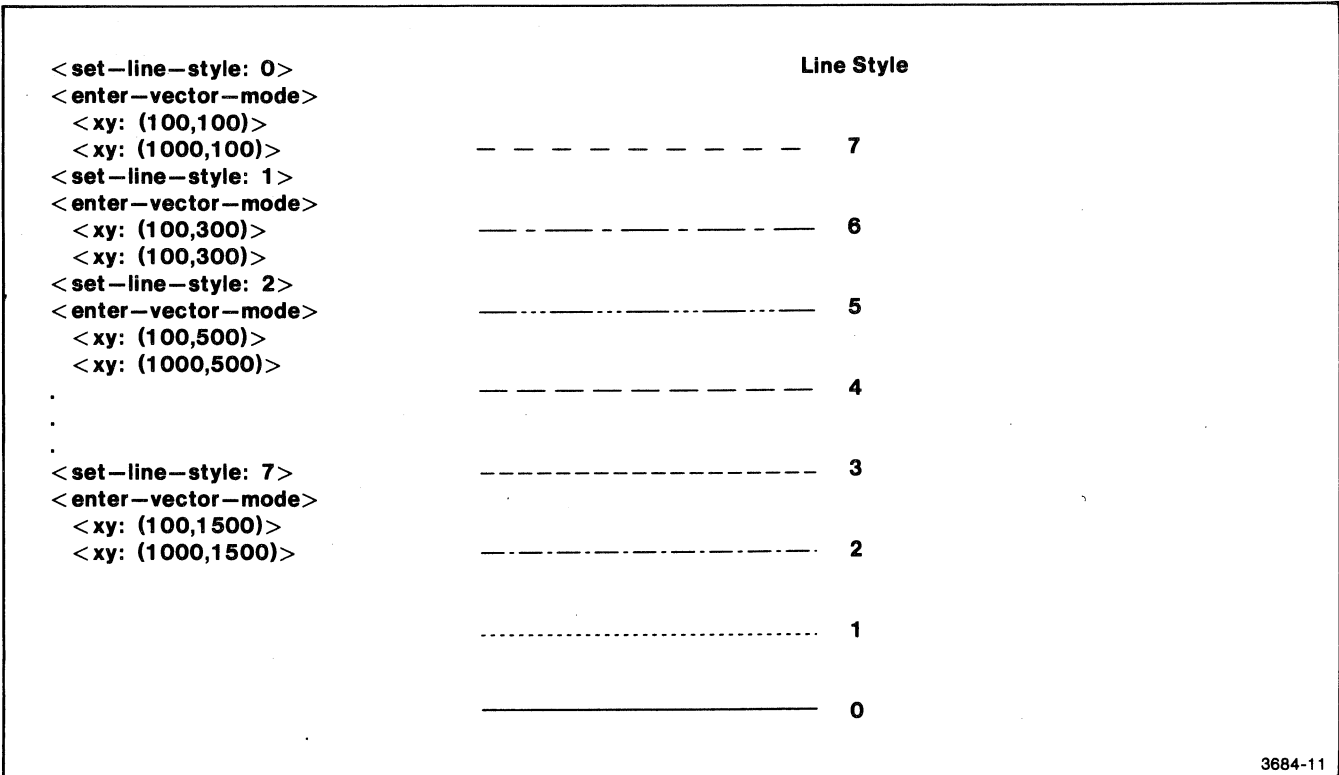 <set—line—style: 0>
<enter—vector—mode>
<xy: (100,100)>
<xy: (1000,100)>
<set—line—style: 1>
<enter—vector—mode>
<xy: (100,300)>
<xy: (100,300)>
<set—line—style: 2>
<enter—vector—mode>
<xy: (100,500)>
<xy: (1000,500)>
.
.
.
<set—line—style: 7>
<enter—vector—mode>
<xy: (100,1500)>
<xy: (1000,1500)>
Line Style
7
6
5
4
3
2
1
0
3684-11